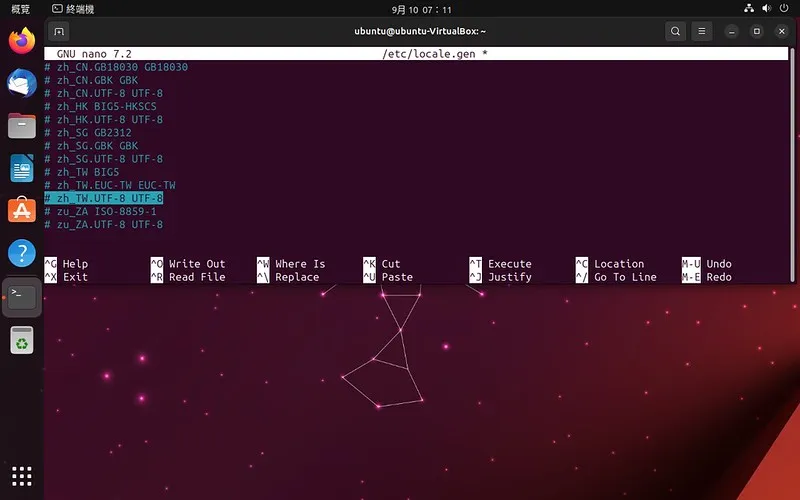 概覽 終端機 9月 10 07：11
ubuntu@ubuntu-VirtualBox: ~
GNU nano 7.2 /etc/locale.gen *
# zh_CN.GB18030 GB18030
# zh_CN.GBK GBK
# zh_CN.UTF-8 UTF-8
# zh_HK BIG5-HKSCS
# zh_HK.UTF-8 UTF-8
# zh_SG GB2312
# zh_SG.GBK GBK
# zh_SG.UTF-8 UTF-8
# zh_TW BIG5
# zh_TW.EUC-TW EUC-TW
# zh_TW.UTF-8 UTF-8
# zu_ZA ISO-8859-1
# zu_ZA.UTF-8 UTF-8
^G Help ^O Write Out ^W Where Is ^K Cut ^T Execute ^C Location M-U Undo
^X Exit ^R Read File ^\ Replace ^U Paste ^J Justify ^/ Go To Line M-E Redo